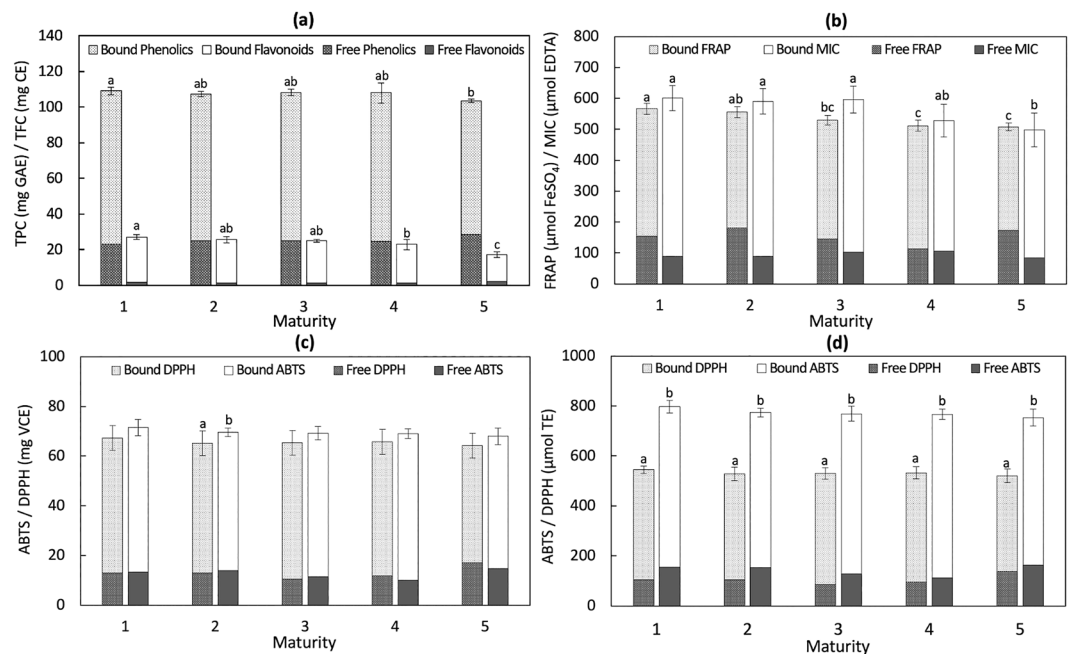 (a)
Bound Phenolics Bound Flavonoids Free Phenolics Free Flavonoids
140
120
100
80
60
40
20
0
TPC (mg GAE) / TFC (mg CE)
a ab ab ab b
a ab ab b c
1 2 3 4 5
Maturity
(b)
Bound FRAP Bound MIC Free FRAP Free MIC
800
700
600
500
400
300
200
100
0
FRAP (µmol FeSO₄) / MIC (µmol EDTA)
a a ab a bc a c ab c b
1 2 3 4 5
Maturity
(c)
Bound DPPH Bound ABTS Free DPPH Free ABTS
100
80
60
40
20
0
ABTS / DPPH (mg VCE)
a b
1 2 3 4 5
Maturity
(d)
Bound DPPH Bound ABTS Free DPPH Free ABTS
1000
800
600
400
200
0
ABTS / DPPH (µmol TE)
b b b b b
a a a a a
1 2 3 4 5
Maturity